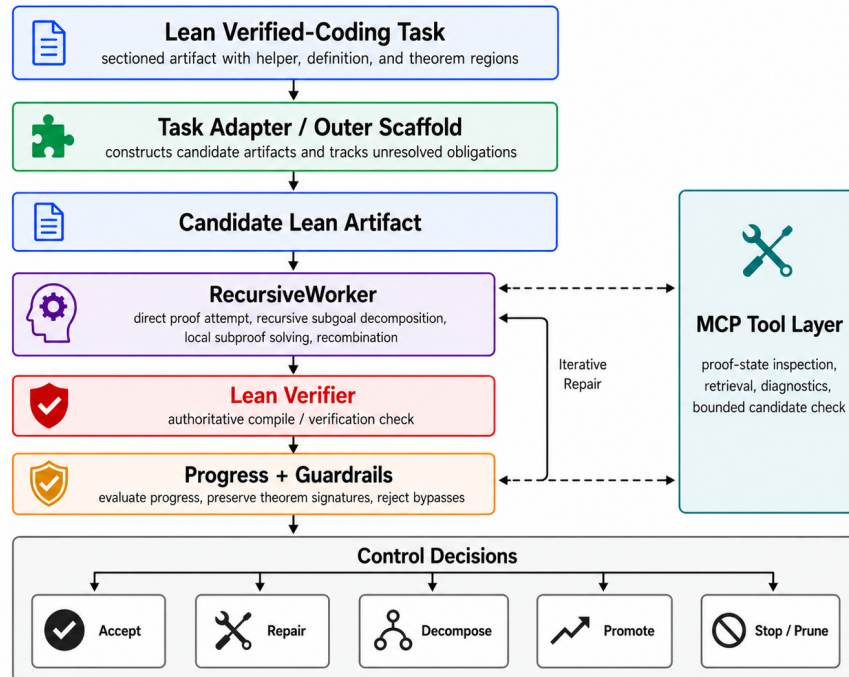 Lean Verified-Coding Task
sectioned artifact with helper, definition, and theorem regions
Task Adapter / Outer Scaffold
constructs candidate artifacts and tracks unresolved obligations
Candidate Lean Artifact
RecursiveWorker
direct proof attempt, recursive subgoal decomposition,
local subproof solving, recombination
Iterative
Repair
MCP Tool Layer
proof-state inspection,
retrieval, diagnostics,
bounded candidate check
Lean Verifier
authoritative compile / verification check
Progress + Guardrails
evaluate progress, preserve theorem signatures, reject bypasses
Control Decisions
Accept
Repair
Decompose
Promote
Stop / Prune